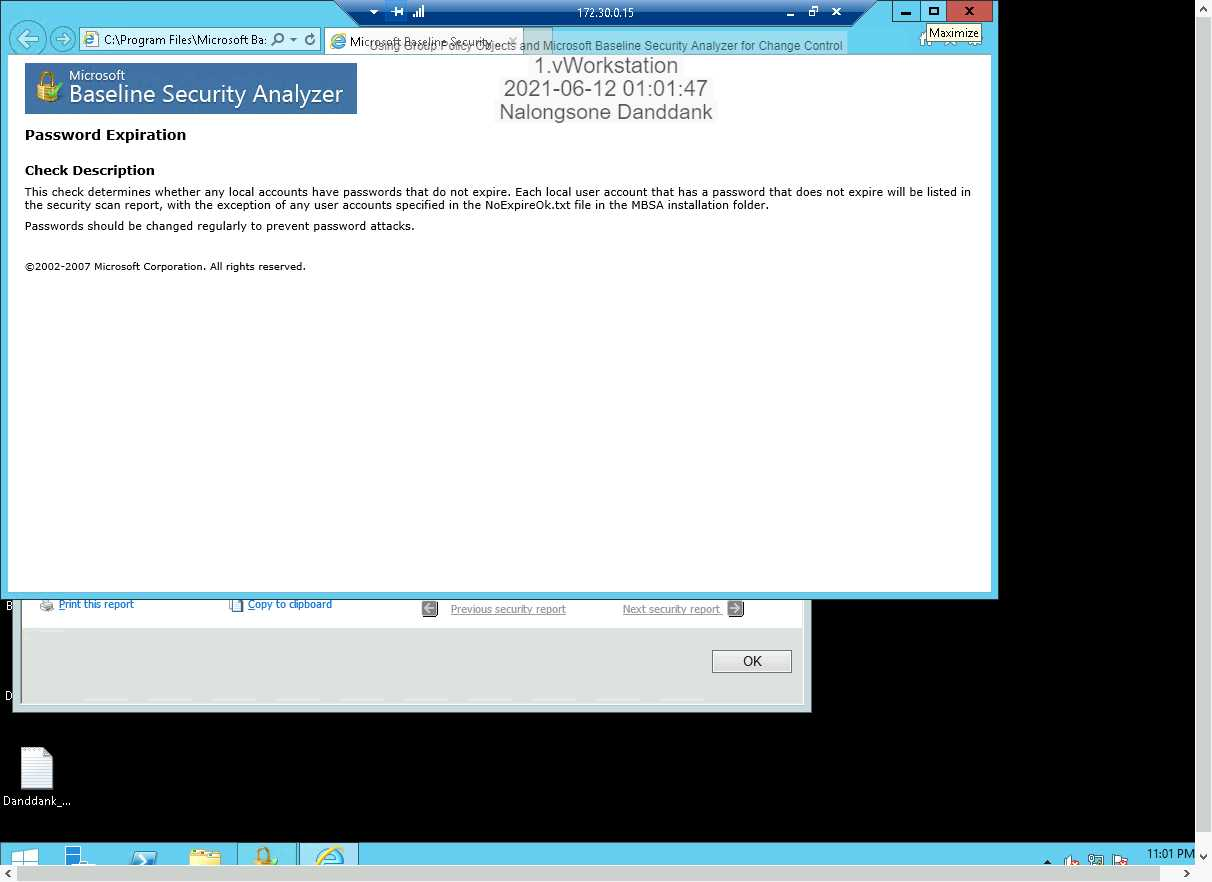 172.30.0.15
C:\Program Files\Microsoft Ba:
Microsoft Baseline Security
Using Group Policy Objects and Microsoft Baseline Security Analyzer for Change Control
Maximize
1.vWorkstation
2021-06-12 01:01:47
Nalongsone Danddank
Microsoft
Baseline Security Analyzer
Password Expiration
Check Description
This check determines whether any local accounts have passwords that do not expire. Each local user account that has a password that does not expire will be listed in
the security scan report, with the exception of any user accounts specified in the NoExpireOk.txt file in the MBSA installation folder.
Passwords should be changed regularly to prevent password attacks.
©2002-2007 Microsoft Corporation. All rights reserved.
B
Print this report
Copy to clipboard
Previous security report
Next security report
OK
D
Danddank_...
11:01 PM